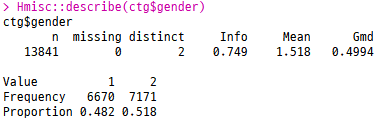 > Hmisc::describe(ctg$gender)
ctg$gender
n missing distinct Info Mean Gmd
13841 0 2 0.749 1.518 0.4994
Value 1 2
Frequency 6670 7171
Proportion 0.482 0.518